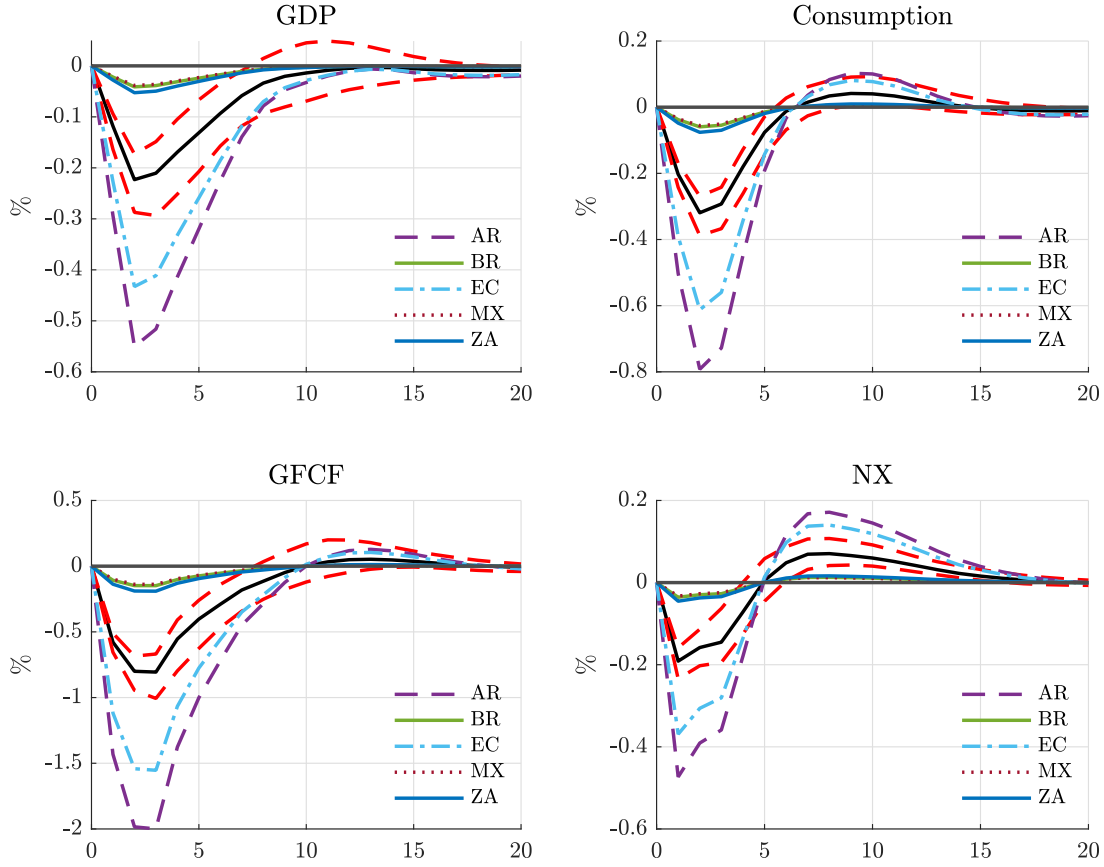 GDP
0
-0.1
-0.2
-0.3
-0.4
-0.5
-0.6
%
AR
BR
EC
MX
ZA
0 5 10 15 20
Consumption
0.2
0
-0.2
-0.4
-0.6
-0.8
%
AR
BR
EC
MX
ZA
0 5 10 15 20
GFCF
0.5
0
-0.5
-1
-1.5
-2
%
AR
BR
EC
MX
ZA
0 5 10 15 20
NX
0.2
0
-0.2
-0.4
-0.6
%
AR
BR
EC
MX
ZA
0 5 10 15 20